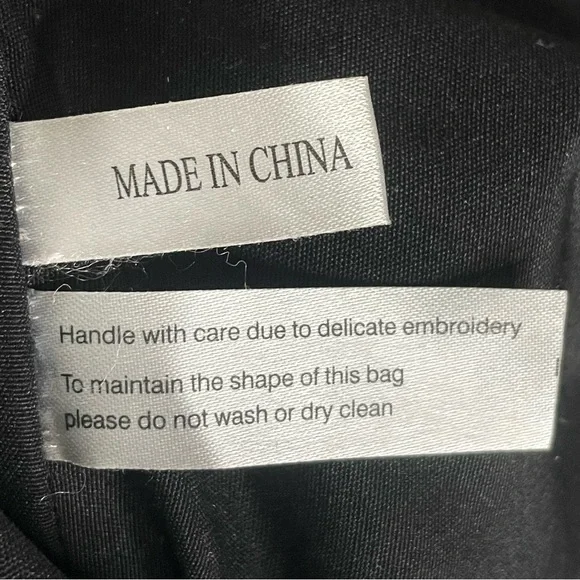 MADE IN CHINA
Handle with care due to delicate embroidery
To maintain the shape of this bag
please do not wash or dry clean